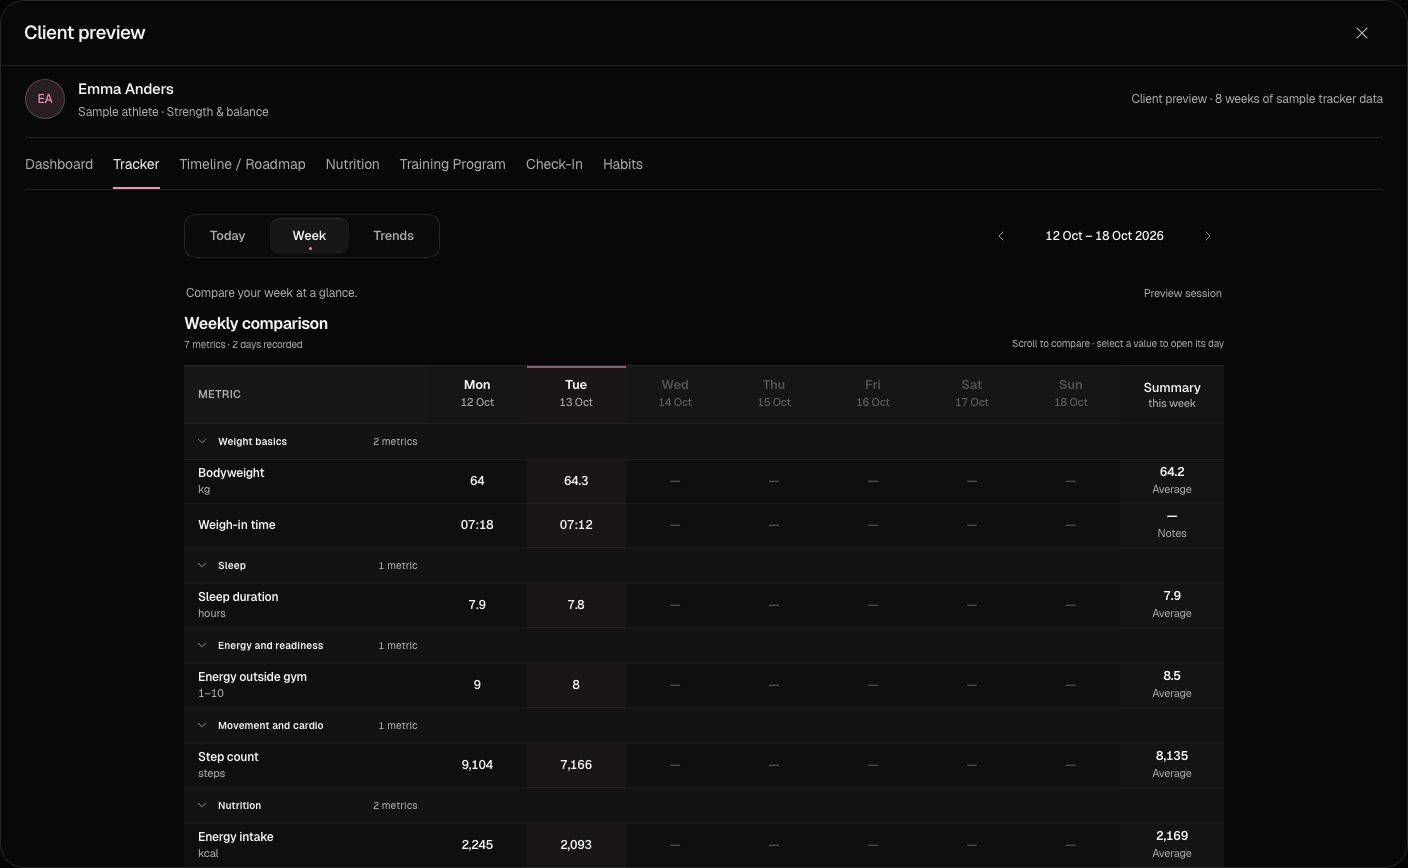 Client preview
EA
Emma Anders
Sample athlete · Strength & balance
Client preview · 8 weeks of sample tracker data
Dashboard Tracker Timeline / Roadmap Nutrition Training Program Check-In Habits
Today Week Trends
12 Oct – 18 Oct 2026
Compare your week at a glance.
Preview session
Weekly comparison
7 metrics · 2 days recorded
Scroll to compare · select a value to open its day
METRIC
Mon Tue Wed Thu Fri Sat Sun Summary
12 Oct 13 Oct 14 Oct 15 Oct 16 Oct 17 Oct 18 Oct this week
Weight basics 2 metrics
Bodyweight 64 64.3 — — — — — 64.2
kg Average
Weigh-in time 07:18 07:12 — — — — — —
Notes
Sleep 1 metric
Sleep duration 7.9 7.8 — — — — — 7.9
hours Average
Energy and readiness 1 metric
Energy outside gym 9 8 — — — — — 8.5
1–10 Average
Movement and cardio 1 metric
Step count 9,104 7,166 — — — — — 8,135
steps Average
Nutrition 2 metrics
Energy intake 2,245 2,093 — — — — — 2,169
kcal Average